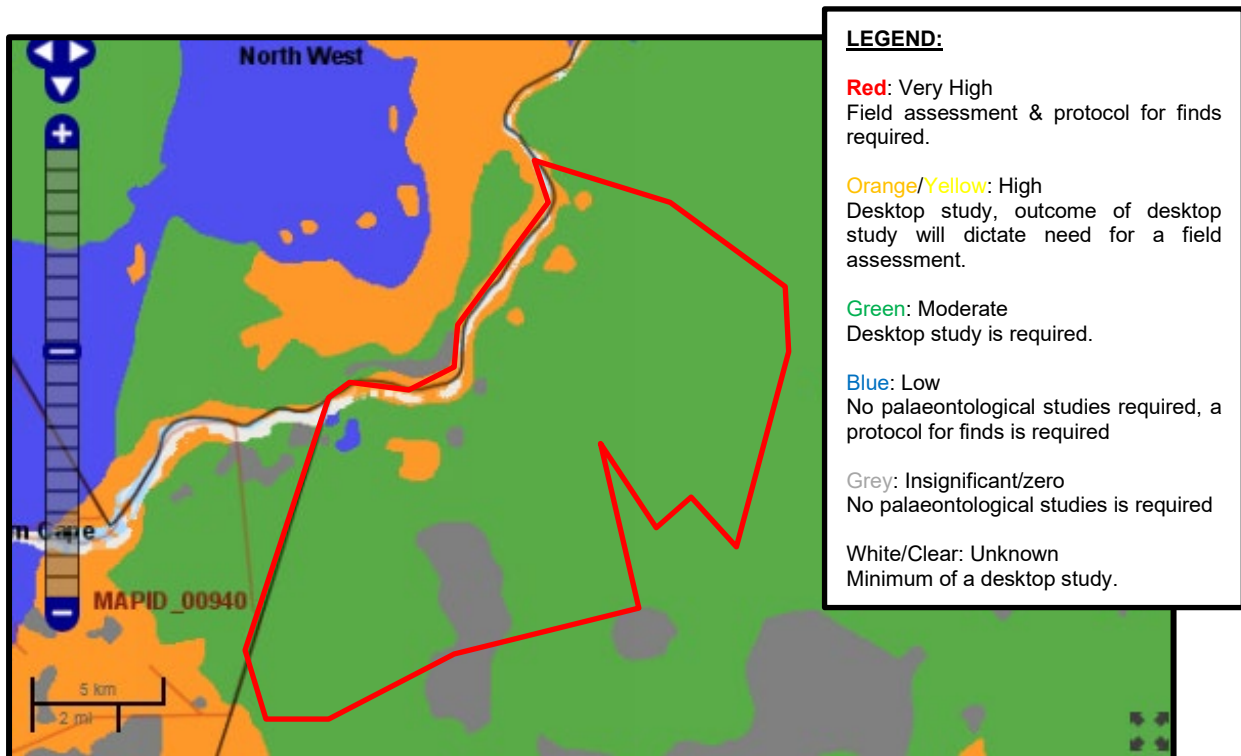 North West
n Cape
MAPID_00940
5 km
2 mi
LEGEND:
Red: Very High
Field assessment & protocol for finds
required.
Orange/Yellow: High
Desktop study, outcome of desktop
study will dictate need for a field
assessment.
Green: Moderate
Desktop study is required.
Blue: Low
No palaeontological studies required, a
protocol for finds is required
Grey: Insignificant/zero
No palaeontological studies is required
White/Clear: Unknown
Minimum of a desktop study.